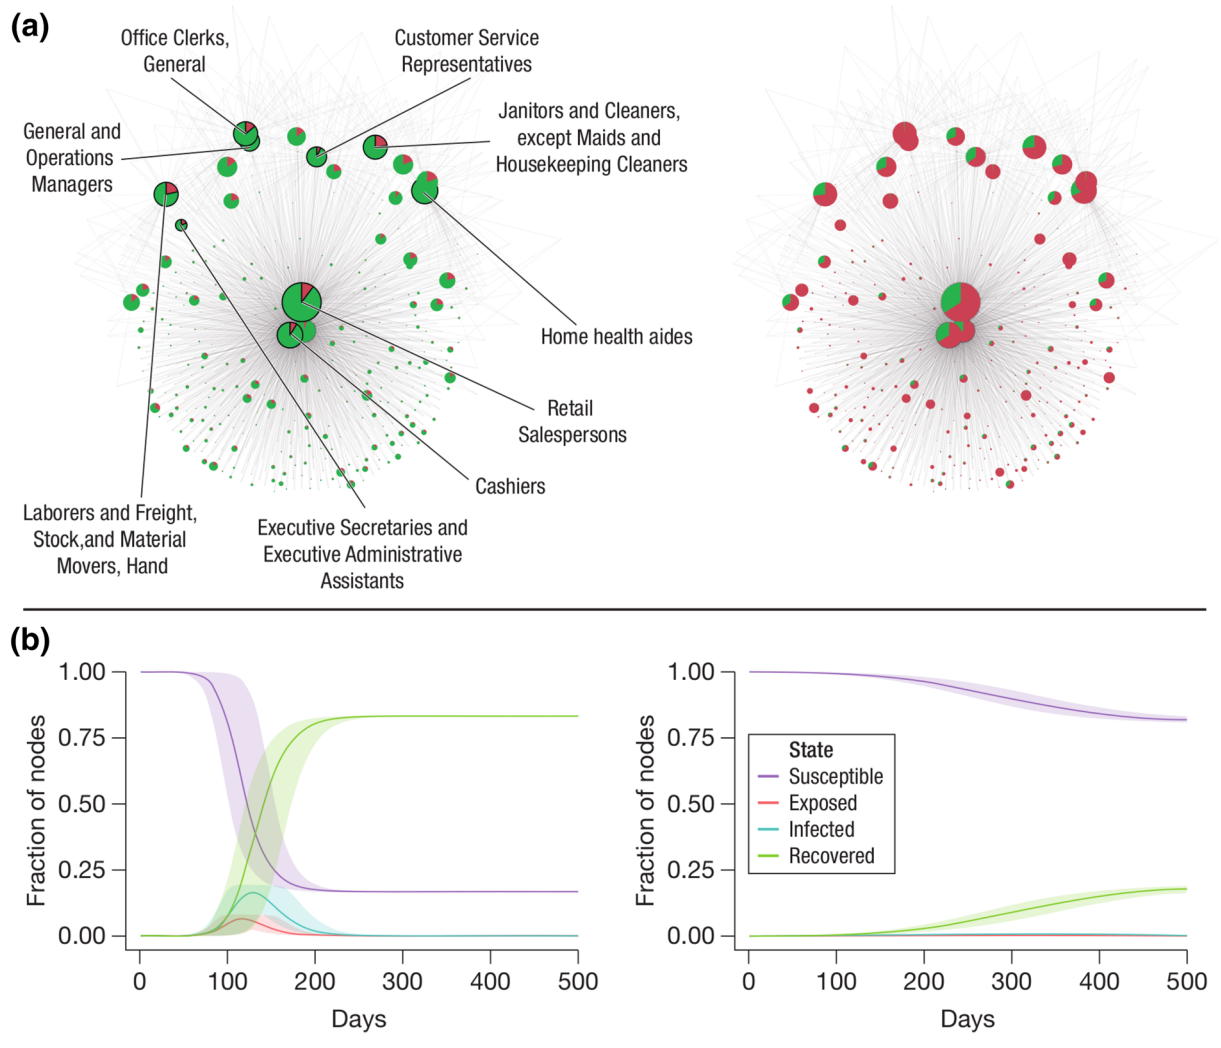 (a)
Office Clerks,
General
Customer Service
Representatives
General and
Operations
Managers
Janitors and Cleaners,
except Maids and
Housekeeping Cleaners
Home health aides
Retail
Salespersons
Cashiers
Laborers and Freight,
Stock,and Material
Movers, Hand
Executive Secretaries and
Executive Administrative
Assistants
(b)
Fraction of nodes
1.00
0.75
0.50
0.25
0.00
0 100 200 300 400 500
Days
Fraction of nodes
1.00
0.75
0.50
0.25
0.00
State
Susceptible
Exposed
Infected
Recovered
0 100 200 300 400 500
Days